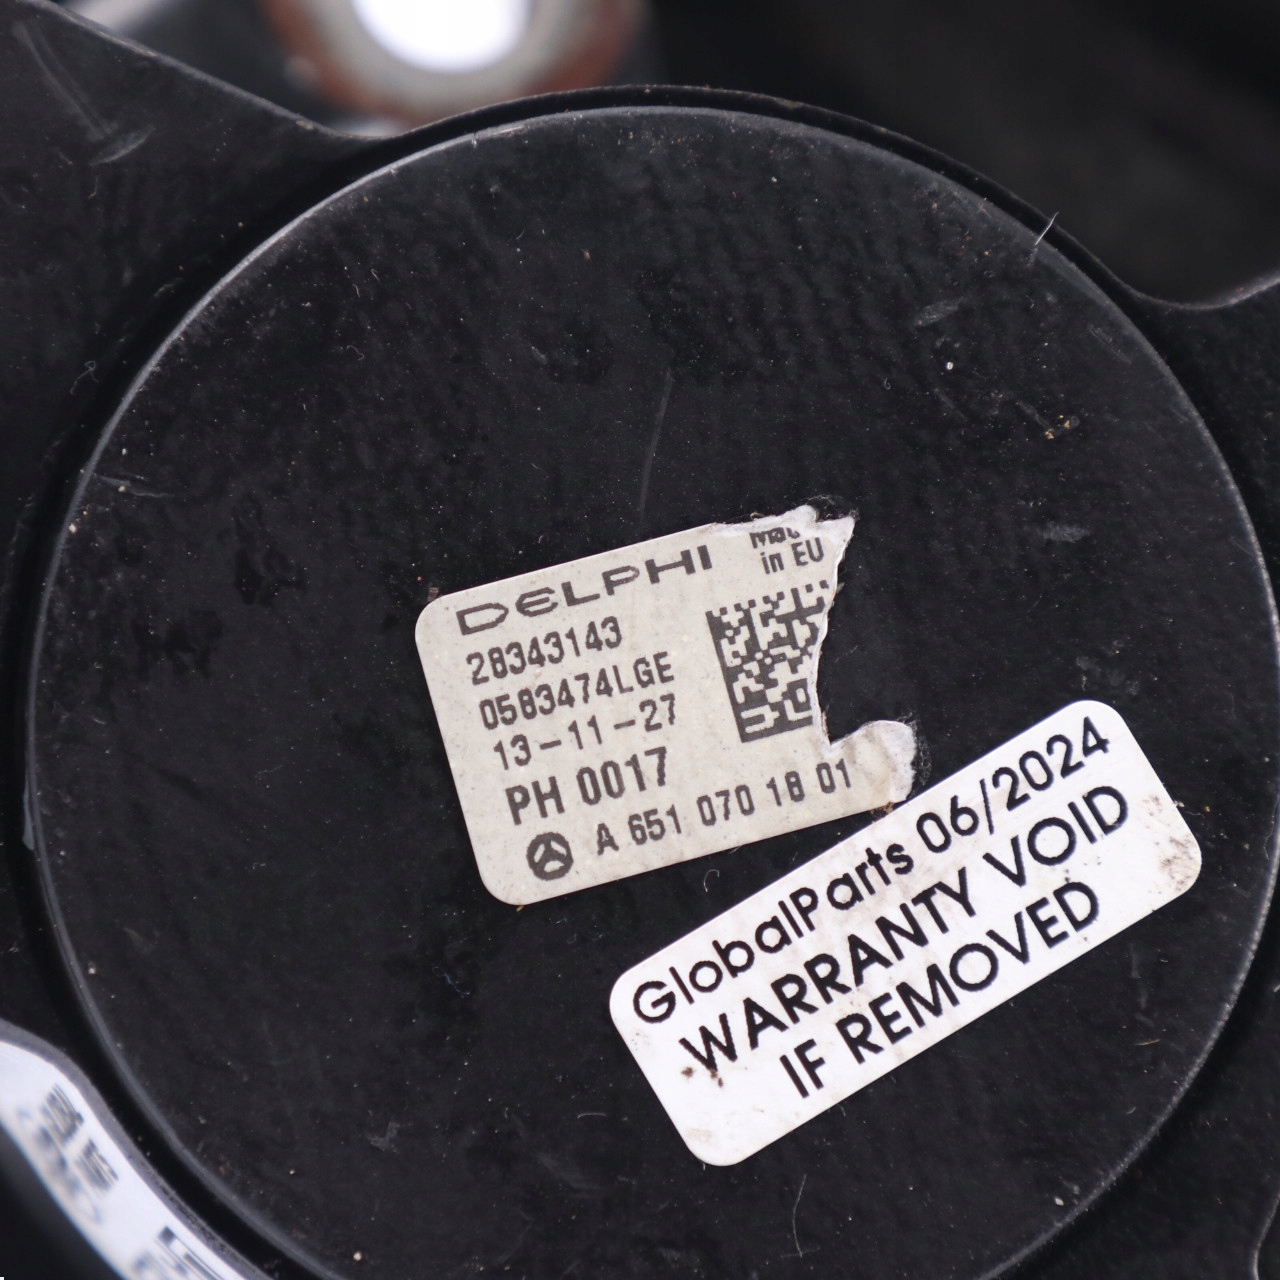 DELPHI
in EU
28343143
0583474LGE
13-11-27
PH 0017
A 651 070 18 01
GlobalParts 06/2024
WARRANTY VOID
IF REMOVED